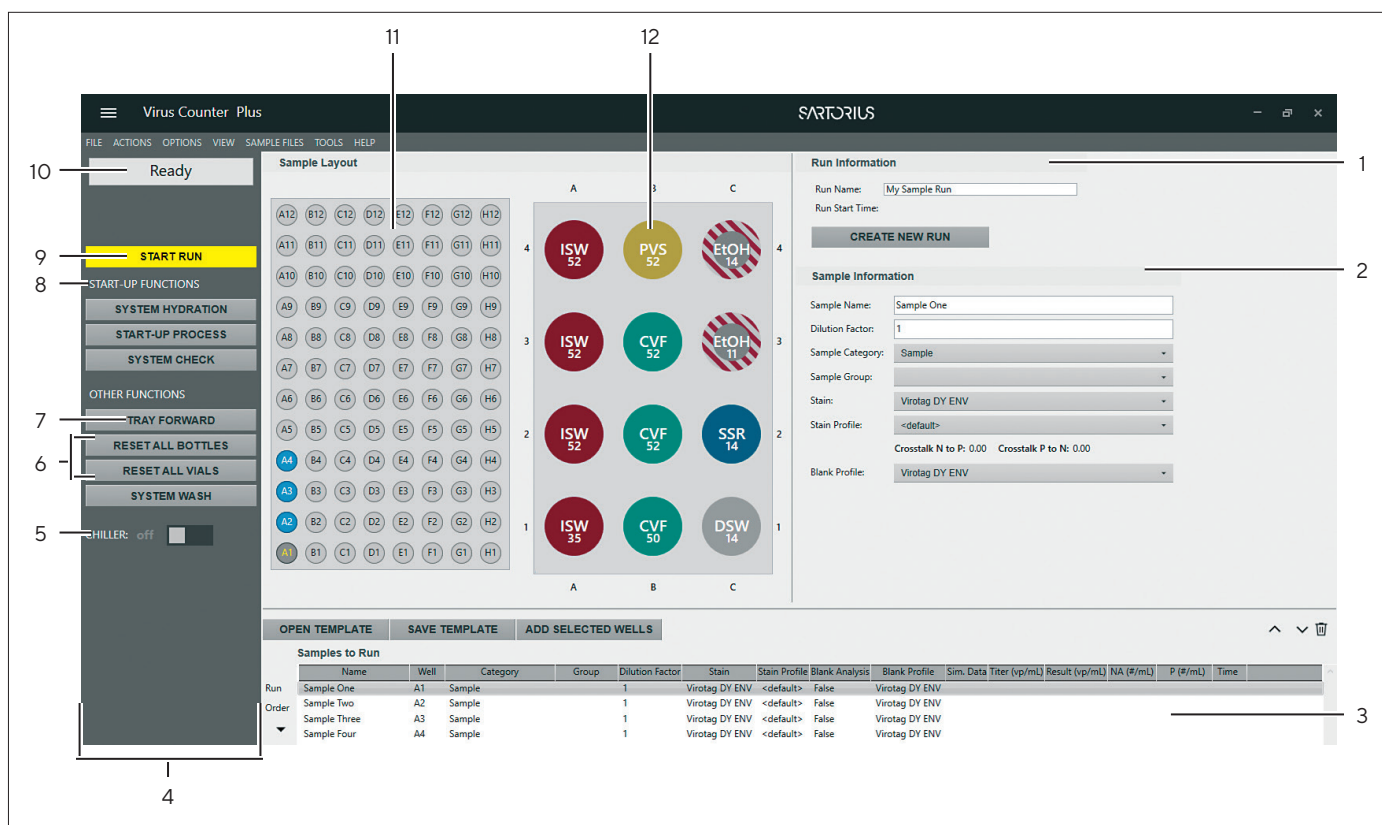 11 12
Virus Counter Plus
SARTORIUS
FILE ACTIONS OPTIONS VIEW SAMPLE FILES TOOLS HELP
10
Ready
9
START RUN
8
START-UP FUNCTIONS
SYSTEM HYDRATION
START-UP PROCESS
SYSTEM CHECK
OTHER FUNCTIONS
7
TRAY FORWARD
6
RESET ALL BOTTLES
RESET ALL VIALS
SYSTEM WASH
5
CHILLER: off
4
Sample Layout
A12 B12 C12 D12 E12 F12 G12 H12
A11 B11 C11 D11 E11 F11 G11 H11
A10 B10 C10 D10 E10 F10 G10 H10
A9 B9 C9 D9 E9 F9 G9 H9
A8 B8 C8 D8 E8 F8 G8 H8
A7 B7 C7 D7 E7 F7 G7 H7
A6 B6 C6 D6 E6 F6 G6 H6
A5 B5 C5 D5 E5 F5 G5 H5
A4 B4 C4 D4 E4 F4 G4 H4
A3 B3 C3 D3 E3 F3 G3 H3
A2 B2 C2 D2 E2 F2 G2 H2
A1 B1 C1 D1 E1 F1 G1 H1
A C
4 ISW PVS EtOH 4
52 52 14
3 ISW CVF EtOH 3
52 52 11
2 ISW CVF SSR 2
52 52 14
1 ISW CVF DSW 1
35 50 14
A B C
Run Information
1
Run Name: My Sample Run
Run Start Time:
CREATE NEW RUN
Sample Information
2
Sample Name: Sample One
Dilution Factor: 1
Sample Category: Sample
Sample Group:
Stain: Virotag DY ENV
Stain Profile: <default>
Crosstalk N to P: 0.00 Crosstalk P to N: 0.00
Blank Profile: Virotag DY ENV
OPEN TEMPLATE SAVE TEMPLATE ADD SELECTED WELLS
Samples to Run
Name Well Category Group Dilution Factor Stain Stain Profile Blank Analysis Blank Profile Sim. Data Titer (vp/mL) Result (vp/mL) NA (#/mL) P (#/mL) Time
Run Sample One A1 Sample 1 Virotag DY ENV <default> False Virotag DY ENV
Order Sample Two A2 Sample 1 Virotag DY ENV <default> False Virotag DY ENV
Sample Three A3 Sample 1 Virotag DY ENV <default> False Virotag DY ENV
Sample Four A4 Sample 1 Virotag DY ENV <default> False Virotag DY ENV
3